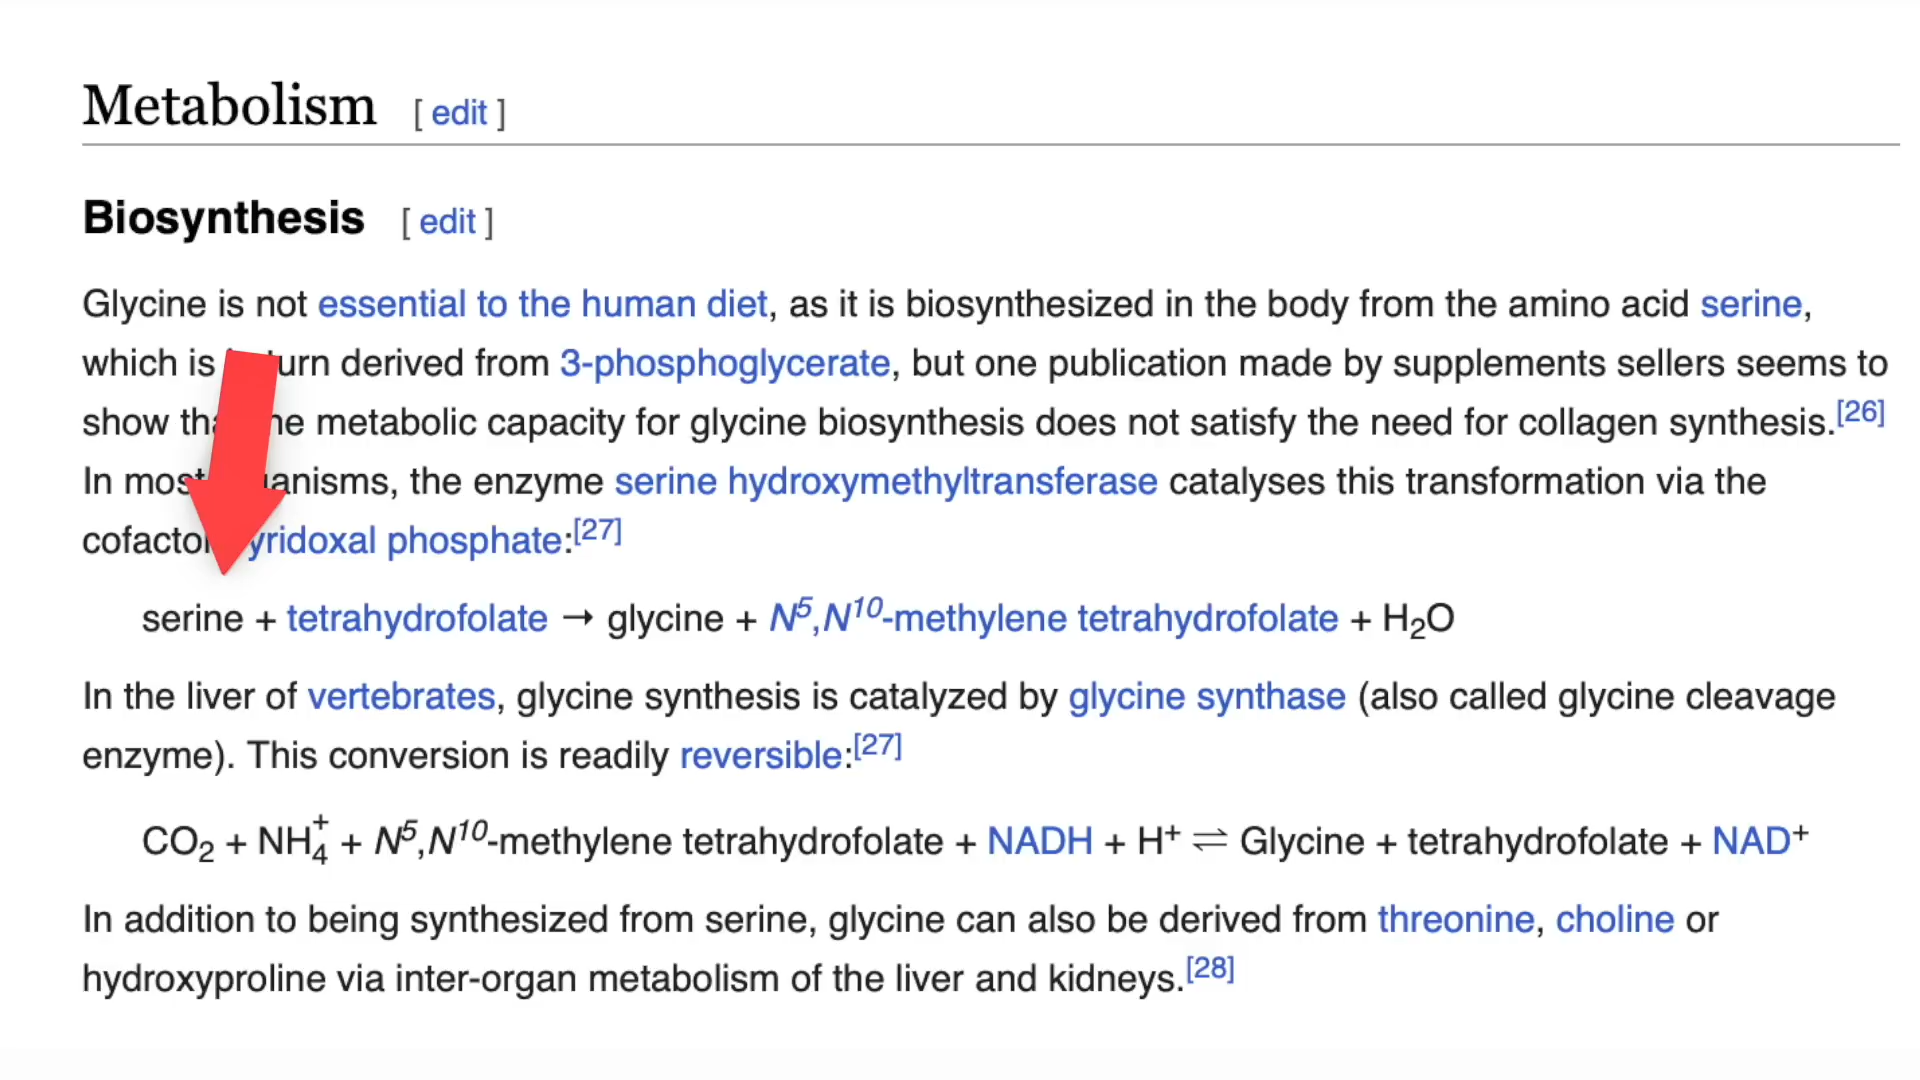 Metabolism [ edit ]
Biosynthesis [ edit ]
Glycine is not essential to the human diet, as it is biosynthesized in the body from the amino acid serine,
which is turn derived from 3-phosphoglycerate, but one publication made by supplements sellers seems to
show the metabolic capacity for glycine biosynthesis does not satisfy the need for collagen synthesis.[26]
In most organisms, the enzyme serine hydroxymethyltransferase catalyses this transformation via the
cofactor pyridoxal phosphate:[27]
serine + tetrahydrofolate → glycine + N⁵,N¹⁰-methylene tetrahydrofolate + H₂O
In the liver of vertebrates, glycine synthesis is catalyzed by glycine synthase (also called glycine cleavage
enzyme). This conversion is readily reversible:[27]
CO₂ + NH₄⁺ + N⁵,N¹⁰-methylene tetrahydrofolate + NADH + H⁺ ⇌ Glycine + tetrahydrofolate + NAD⁺
In addition to being synthesized from serine, glycine can also be derived from threonine, choline or
hydroxyproline via inter-organ metabolism of the liver and kidneys.[28]